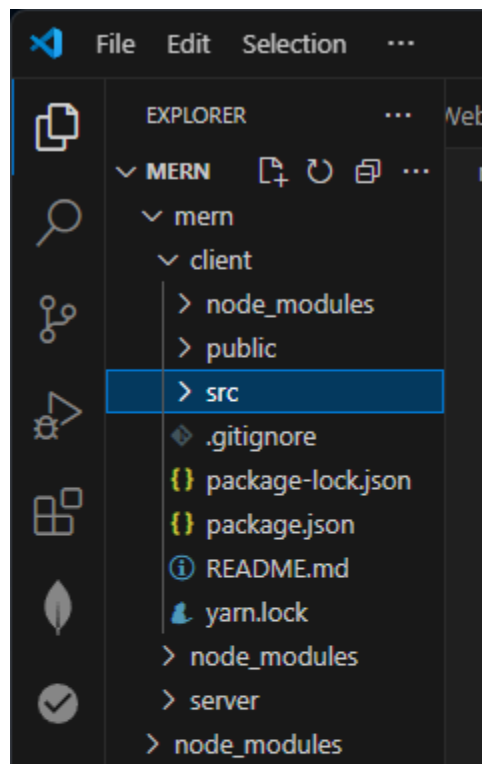 File Edit Selection ···
EXPLORER ···
MERN ···
mern
client
node_modules
public
src
.gitignore
{} package-lock.json
{} package.json
README.md
yarn.lock
node_modules
server
node_modules